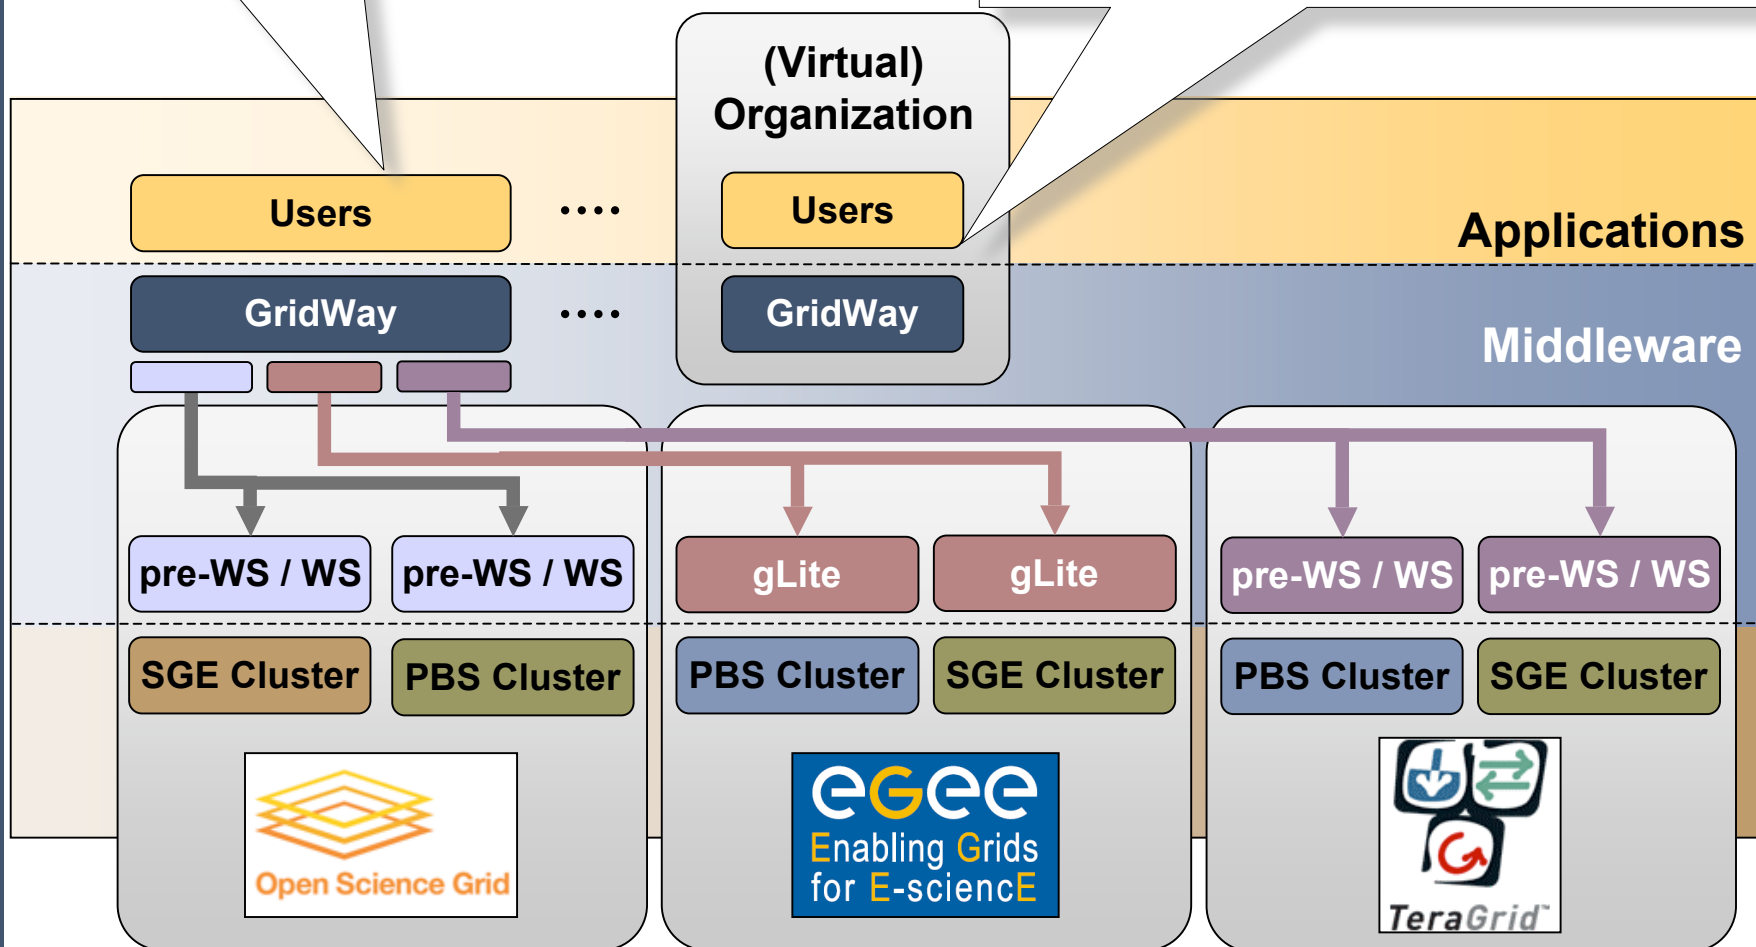 (Virtual)
Organization
Users
....
Users
Applications
GridWay
....
GridWay
Middleware
pre-WS / WS
pre-WS / WS
gLite
gLite
pre-WS / WS
pre-WS / WS
SGE Cluster
PBS Cluster
PBS Cluster
SGE Cluster
PBS Cluster
SGE Cluster
Open Science Grid
eGee
Enabling Grids
for E-sciencE
TeraGrid™